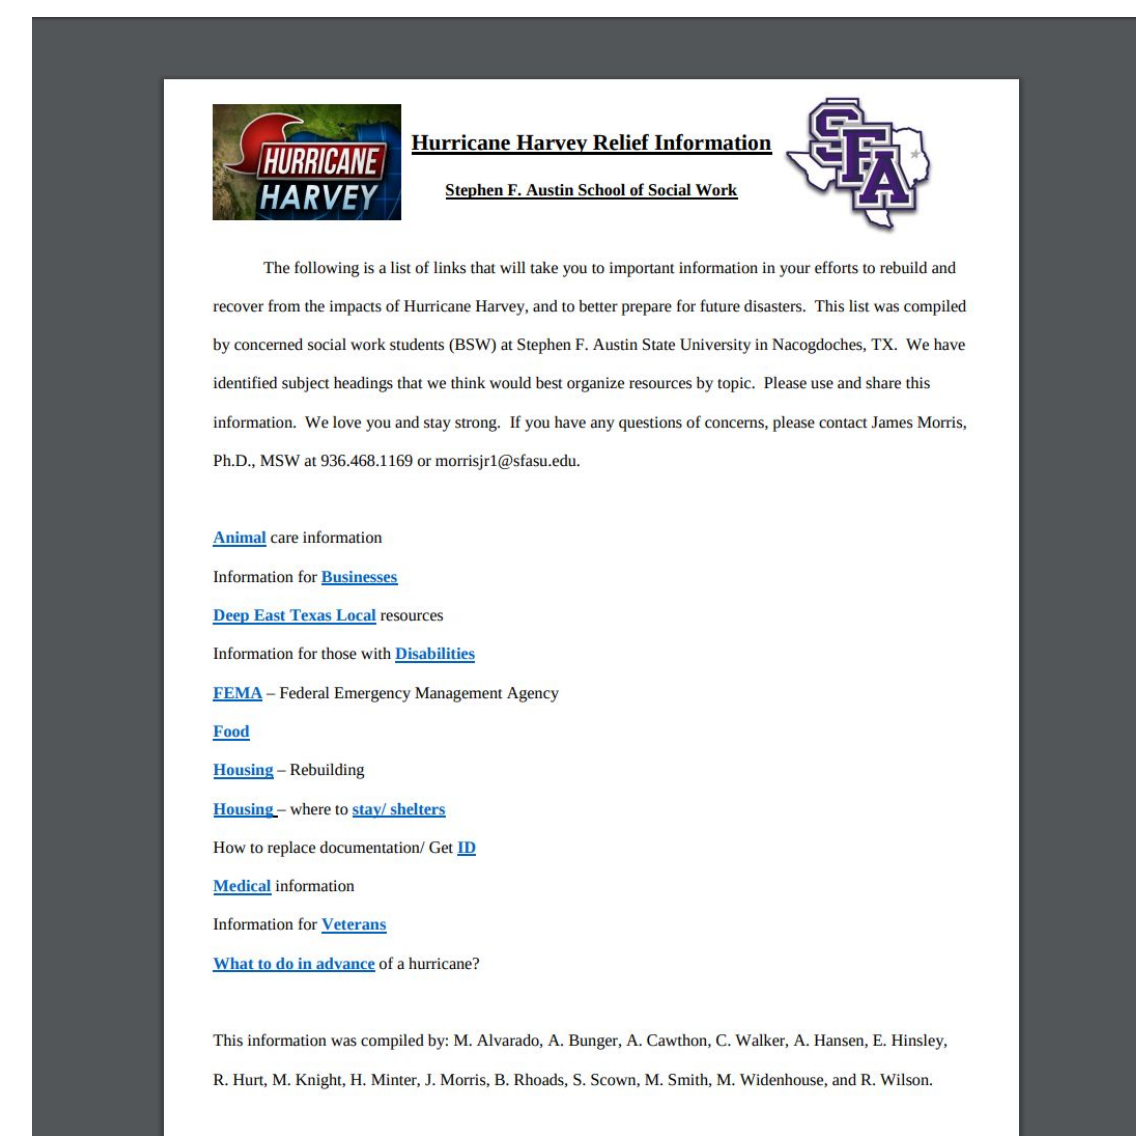 HURRICANE
HARVEY
Hurricane Harvey Relief Information
Stephen F. Austin School of Social Work
SFA
The following is a list of links that will take you to important information in your efforts to rebuild and
recover from the impacts of Hurricane Harvey, and to better prepare for future disasters.  This list was compiled
by concerned social work students (BSW) at Stephen F. Austin State University in Nacogdoches, TX.  We have
identified subject headings that we think would best organize resources by topic.  Please use and share this
information.  We love you and stay strong.  If you have any questions of concerns, please contact James Morris,
Ph.D., MSW at 936.468.1169 or morrisjr1@sfasu.edu.
Animal care information
Information for Businesses
Deep East Texas Local resources
Information for those with Disabilities
FEMA – Federal Emergency Management Agency
Food
Housing – Rebuilding
Housing – where to stay/ shelters
How to replace documentation/ Get ID
Medical information
Information for Veterans
What to do in advance of a hurricane?
This information was compiled by: M. Alvarado, A. Bunger, A. Cawthon, C. Walker, A. Hansen, E. Hinsley,
R. Hurt, M. Knight, H. Minter, J. Morris, B. Rhoads, S. Scown, M. Smith, M. Widenhouse, and R. Wilson.